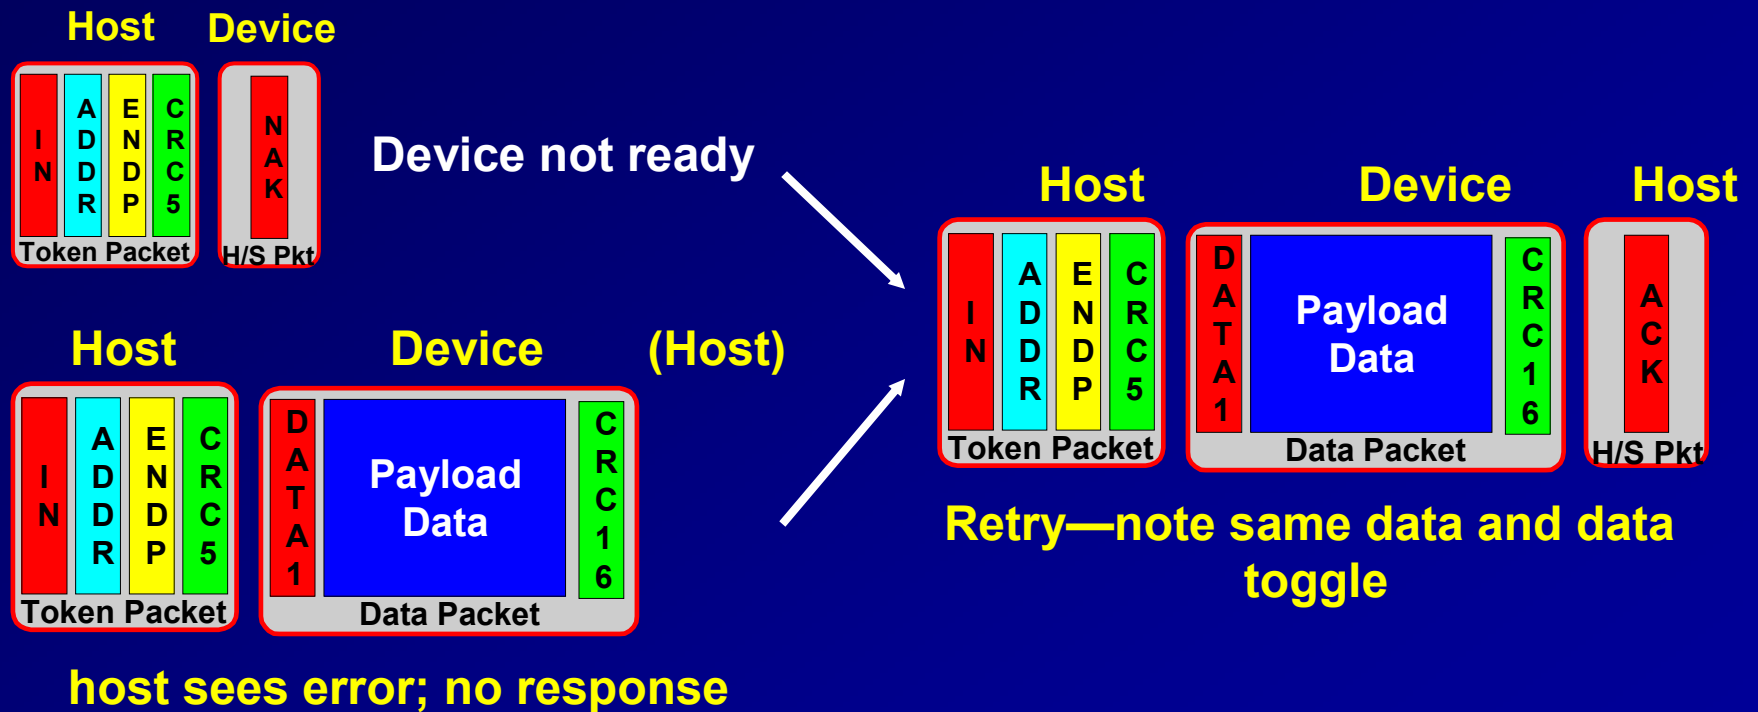 Host Device
IN
ADDR
ENDP
CRC5
Token Packet
NAK
H/S Pkt
Device not ready
Host Device (Host)
IN
ADDR
ENDP
CRC5
Token Packet
DATA1
Payload
Data
CRC16
Data Packet
host sees error; no response
Host Device Host
IN
ADDR
ENDP
CRC5
Token Packet
DATA1
Payload
Data
CRC16
Data Packet
ACK
H/S Pkt
Retry—note same data and data
toggle